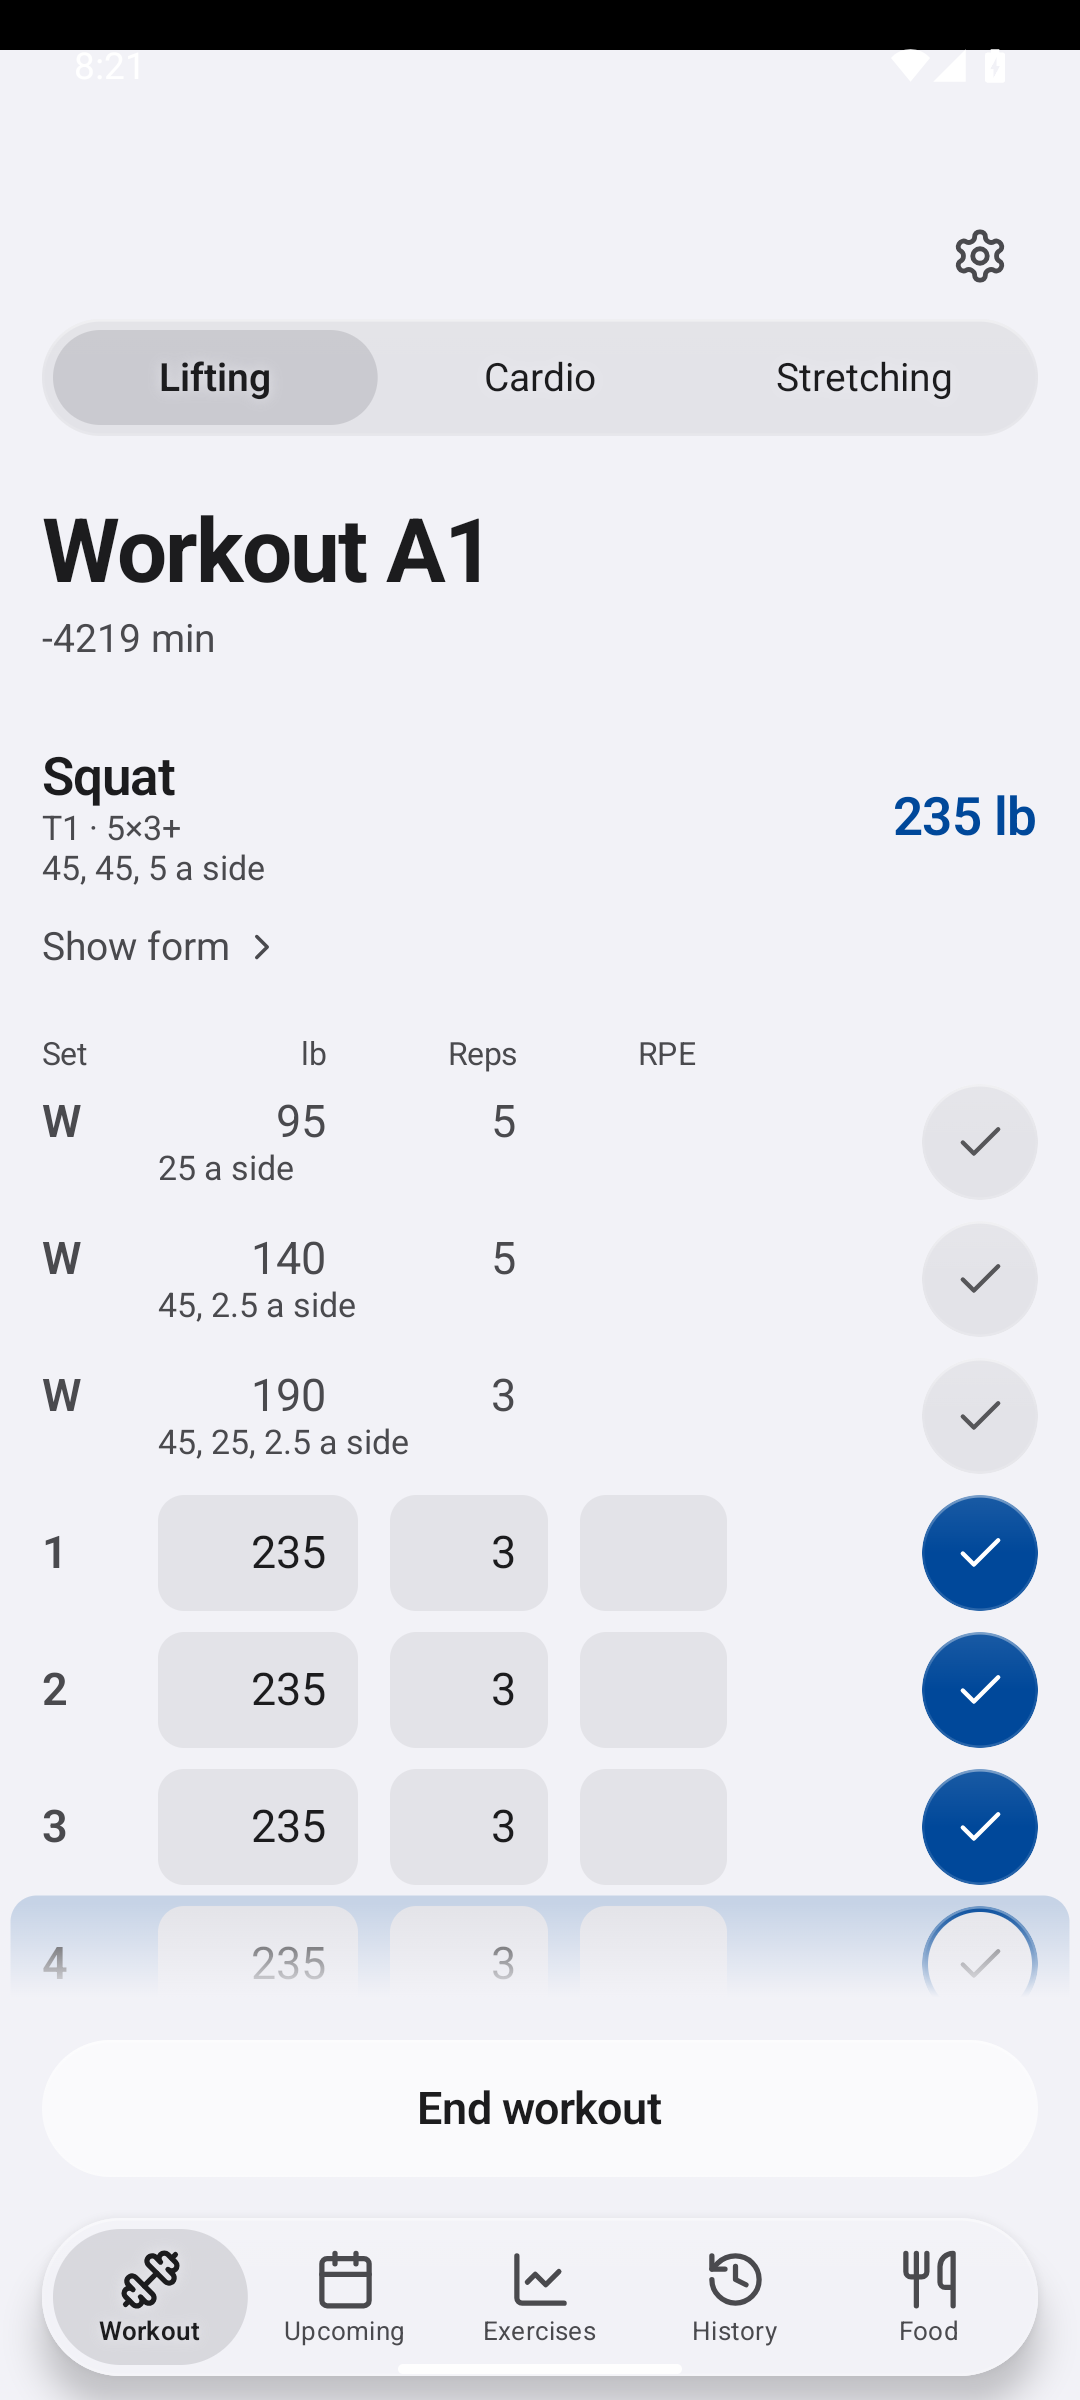 8:21
Lifting Cardio Stretching
Workout A1
-4219 min
Squat
T1 · 5×3+
45, 45, 5 a side
235 lb
Show form
Set lb Reps RPE
W 95 5
25 a side
W 140 5
45, 2.5 a side
W 190 3
45, 25, 2.5 a side
1 235 3
2 235 3
3 235 3
4 235 3
End workout
Workout Upcoming Exercises History Food